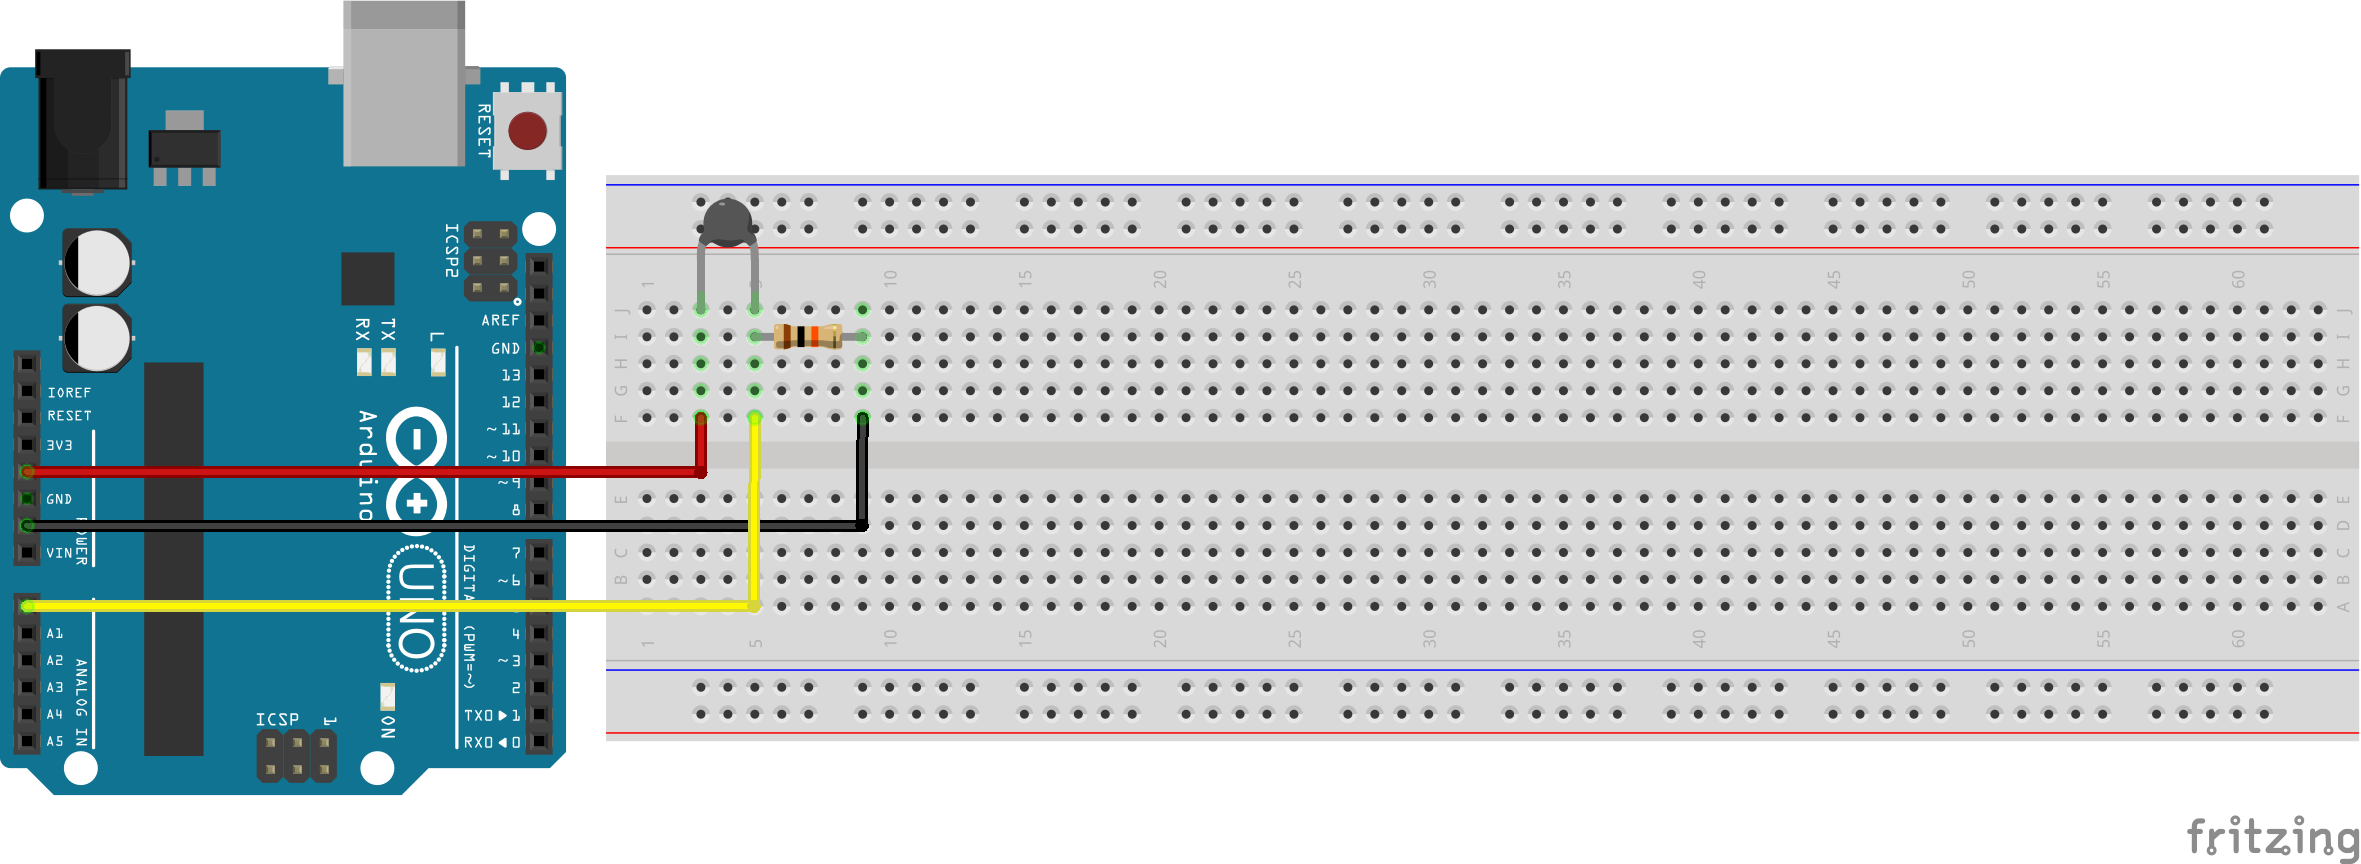 RESET
ICSP2
AREF
GND
RX
TX
L
13
12
~11
~10
~9
8
IOREF
RESET
3V3
GND
VIN
POWER
Arduino
UNO
7
~6
DIGITAL (PWM=~)
4
~3
2
TX0▶1
RX0◀0
A1
A2
A3
A4
A5
ANALOG IN
ICSP
1
ON
1
10
15
20
25
30
35
40
45
50
55
60
J
I
H
G
F
J
I
H
G
F
E
C
B
E
D
C
B
A
1
5
10
15
20
25
30
35
40
45
50
55
60
fritzing